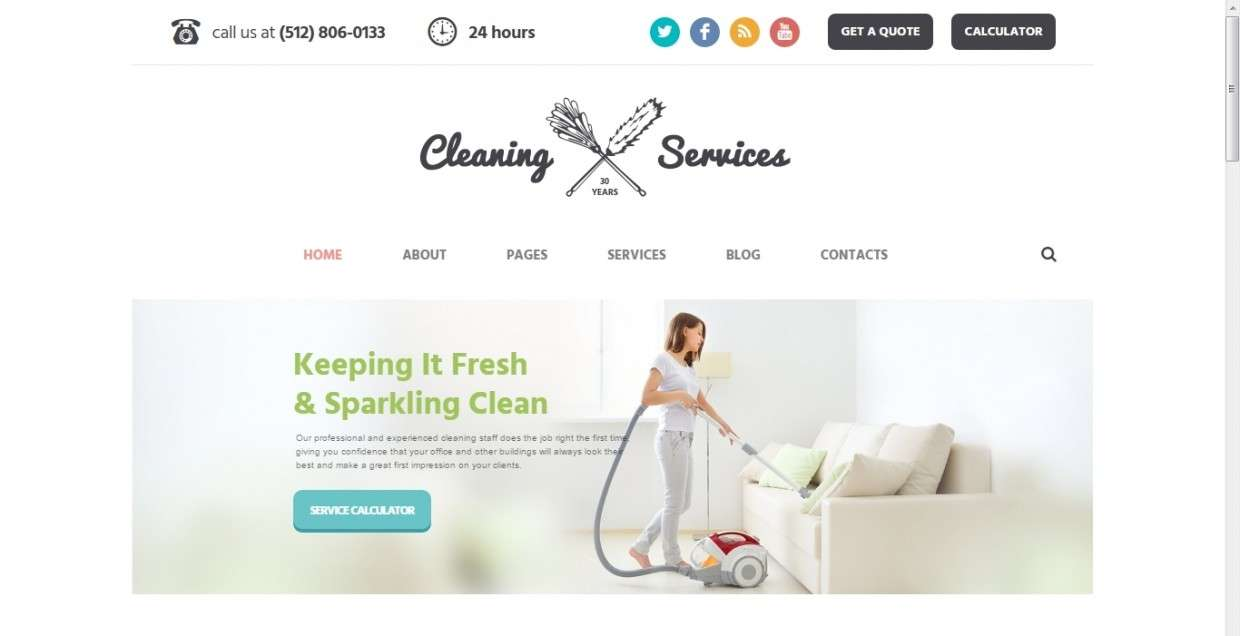 call us at (512) 806-0133
24 hours
You
Tube
GET A QUOTE
CALCULATOR
Cleaning Services
30
YEARS
HOME
ABOUT
PAGES
SERVICES
BLOG
CONTACTS
Keeping It Fresh
& Sparkling Clean
Our professional and experienced cleaning staff does the job right the first time,
giving you confidence that your office and other buildings will always look their
best and make a great first impression on your clients.
SERVICE CALCULATOR